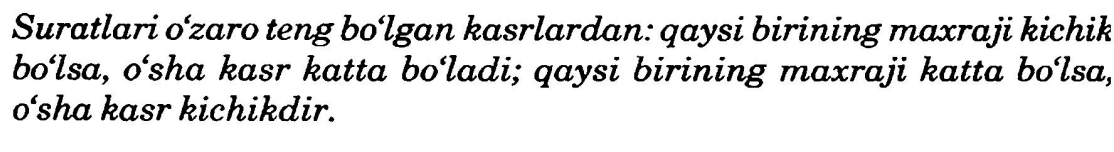 Suratlari o‘zaro teng bo‘lgan kasrlardan: qaysi birining maxraji kichik
bo‘lsa, o‘sha kasr katta bo‘ladi; qaysi birining maxraji katta bo‘lsa,
o‘sha kasr kichikdir.